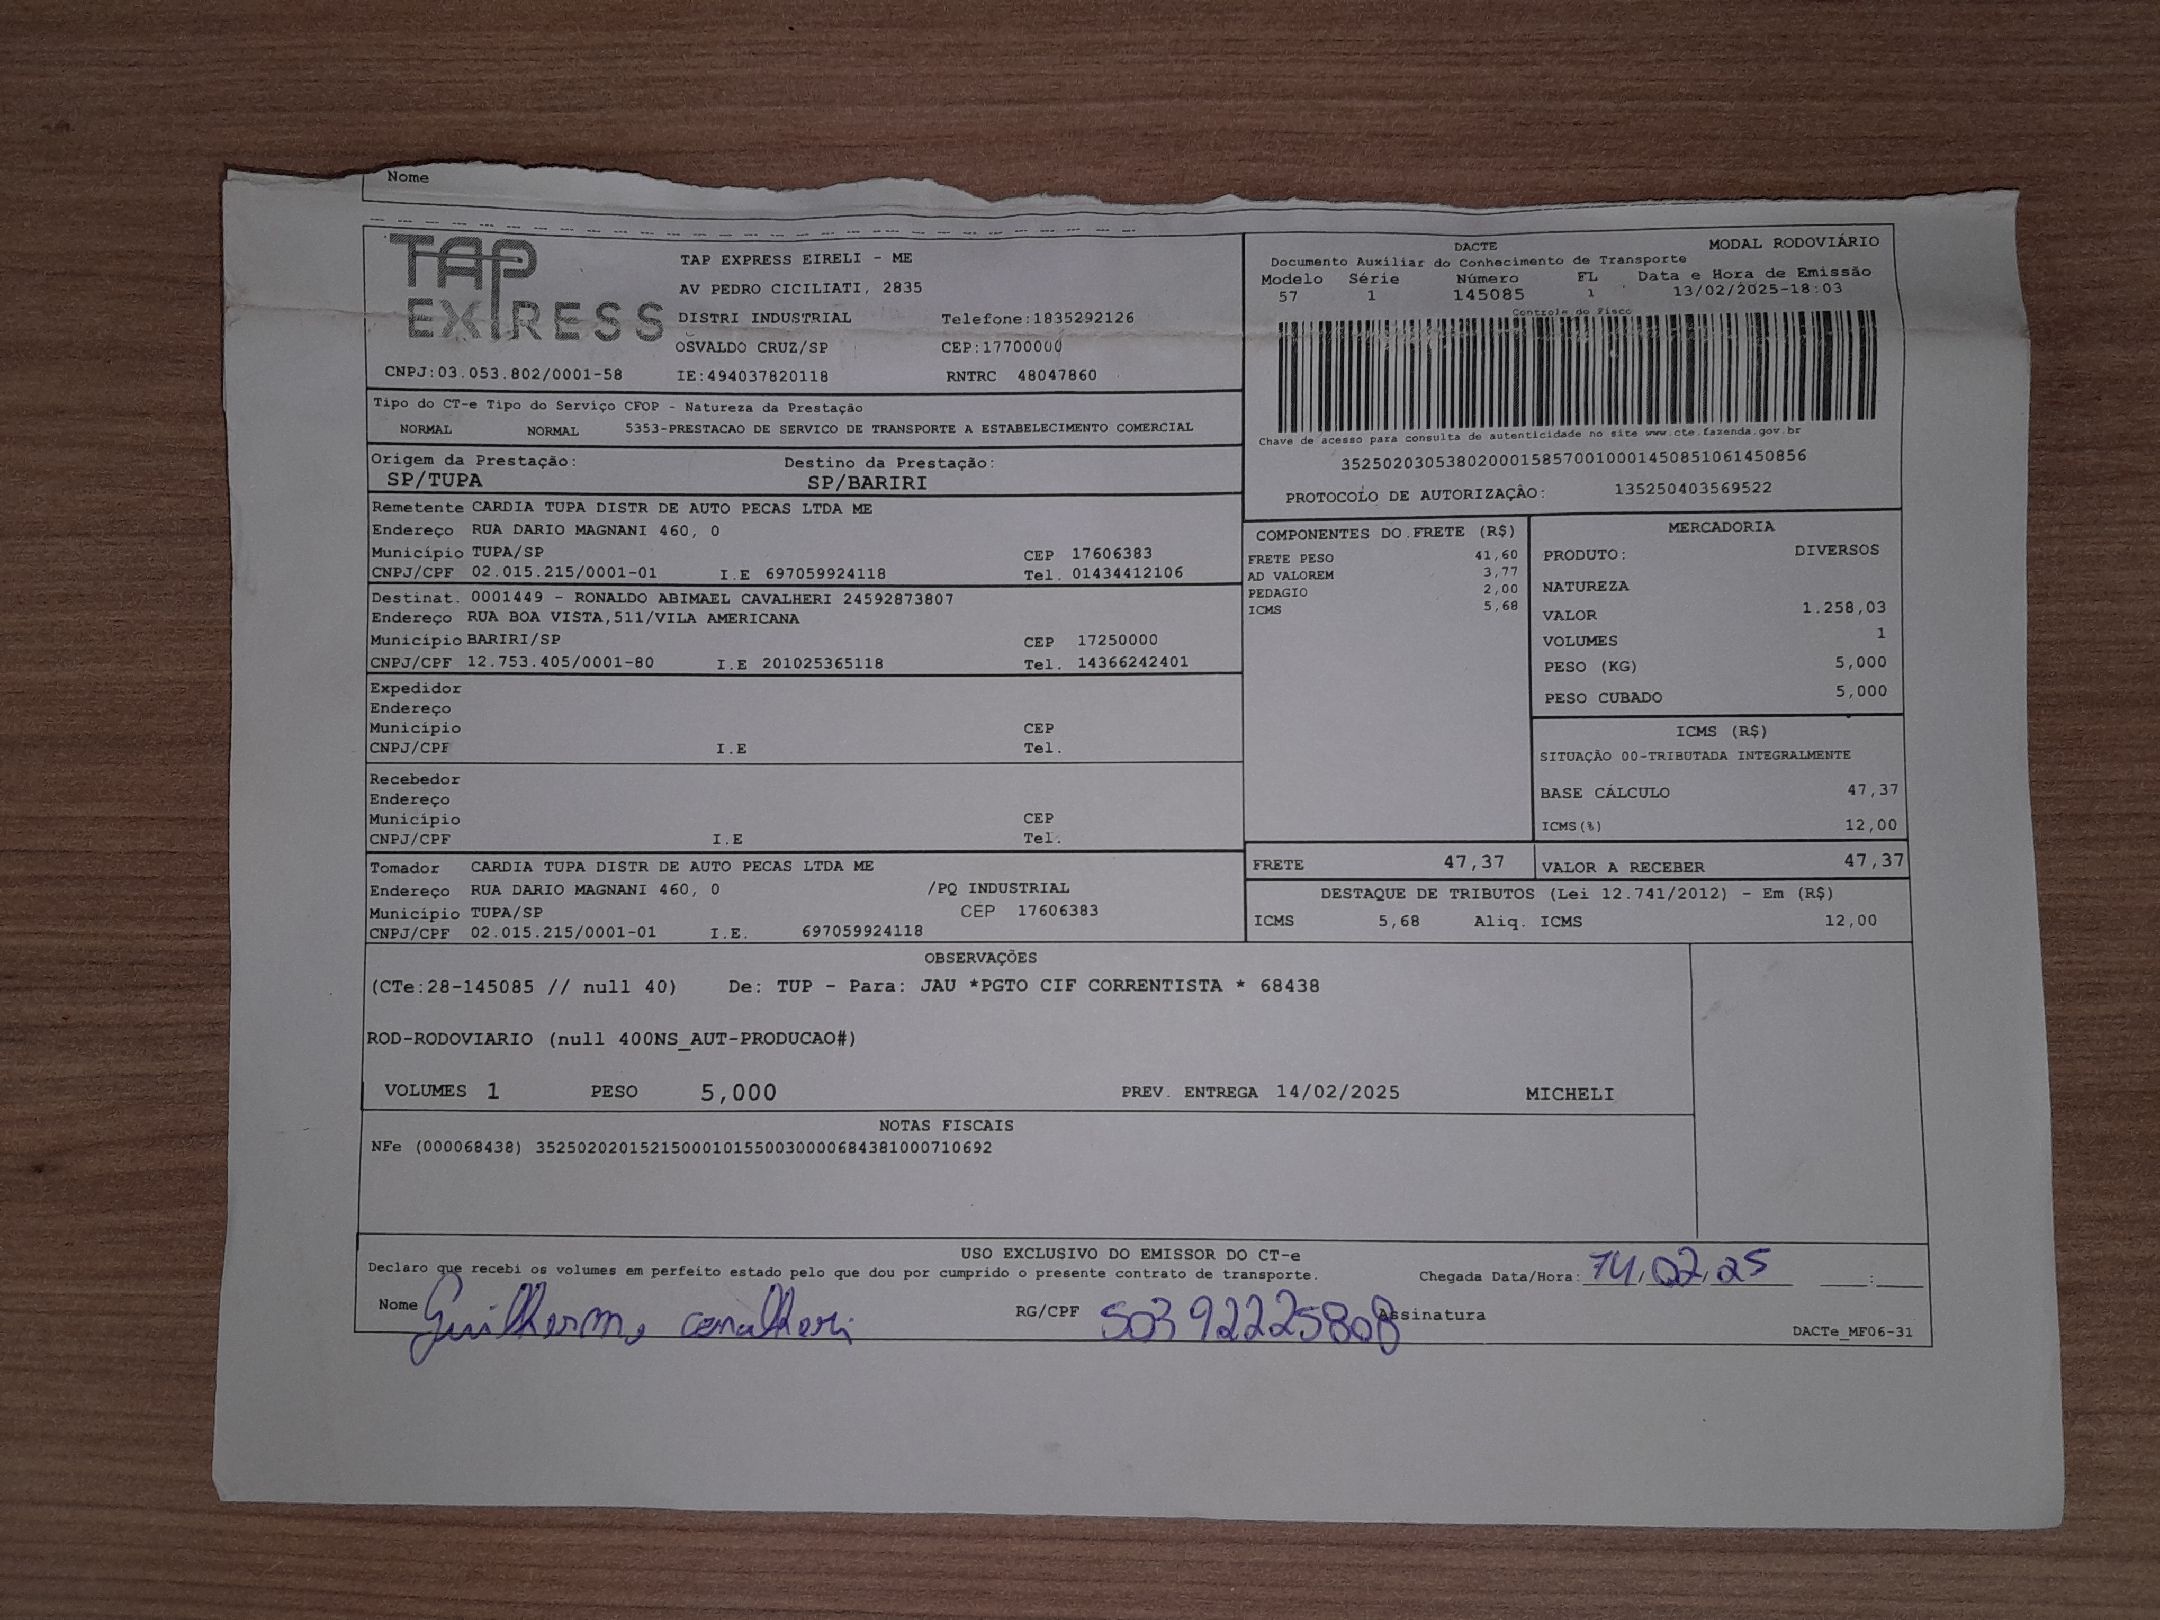 Nome
TAP EXPRESS
TAP EXPRESS EIRELI - ME
AV PEDRO CICILIATI, 2835
DISTRI INDUSTRIAL Telefone:1835292126
OSVALDO CRUZ/SP CEP:17700000
CNPJ:03.053.802/0001-58 IE:494037820118 RNTRC 48047860
DACTE MODAL RODOVIÁRIO
Documento Auxiliar do Conhecimento de Transporte
Modelo Série Número FL Data e Hora de Emissão
57 1 145085 1 13/02/2025-18:03
Controle do Fisco
Chave de acesso para consulta de autenticidade no site www.cte.fazenda.gov.br
35250203053802000158570010001450851061450856
PROTOCOLO DE AUTORIZAÇÃO: 135250403569522
Tipo do CT-e Tipo do Serviço CFOP - Natureza da Prestação
NORMAL NORMAL 5353-PRESTACAO DE SERVICO DE TRANSPORTE A ESTABELECIMENTO COMERCIAL
Origem da Prestação: Destino da Prestação:
SP/TUPA SP/BARIRI
Remetente CARDIA TUPA DISTR DE AUTO PECAS LTDA ME
Endereço RUA DARIO MAGNANI 460, 0
Município TUPA/SP CEP 17606383
CNPJ/CPF 02.015.215/0001-01 I.E 697059924118 Tel. 01434412106
Destinat. 0001449 - RONALDO ABIMAEL CAVALHERI 24592873807
Endereço RUA BOA VISTA,511/VILA AMERICANA
Município BARIRI/SP CEP 17250000
CNPJ/CPF 12.753.405/0001-80 I.E 201025365118 Tel. 14366242401
Expedidor
Endereço
Município CEP
CNPJ/CPF I.E Tel.
Recebedor
Endereço
Município CEP
CNPJ/CPF I.E Tel.
Tomador CARDIA TUPA DISTR DE AUTO PECAS LTDA ME
Endereço RUA DARIO MAGNANI 460, 0 /PQ INDUSTRIAL
Município TUPA/SP CEP 17606383
CNPJ/CPF 02.015.215/0001-01 I.E. 697059924118
COMPONENTES DO FRETE (R$)
FRETE PESO 41,60
AD VALOREM 3,77
PEDAGIO 2,00
ICMS 5,68
MERCADORIA
PRODUTO: DIVERSOS
NATUREZA
VALOR 1.258,03
VOLUMES 1
PESO (KG) 5,000
PESO CUBADO 5,000
ICMS (R$)
SITUAÇÃO 00-TRIBUTADA INTEGRALMENTE
BASE CÁLCULO 47,37
ICMS(%) 12,00
FRETE 47,37 VALOR A RECEBER 47,37
DESTAQUE DE TRIBUTOS (Lei 12.741/2012) - Em (R$)
ICMS 5,68 Aliq. ICMS 12,00
OBSERVAÇÕES
(CTe:28-145085 // null 40) De: TUP - Para: JAU *PGTO CIF CORRENTISTA * 68438
ROD-RODOVIARIO (null 400NS_AUT-PRODUCAO#)
VOLUMES 1 PESO 5,000 PREV. ENTREGA 14/02/2025 MICHELI
NOTAS FISCAIS
NFe (000068438) 35250202015215000101550030000684381000710692
USO EXCLUSIVO DO EMISSOR DO CT-e
Declaro que recebi os volumes em perfeito estado pelo que dou por cumprido o presente contrato de transporte. Chegada Data/Hora: 14.02.25 :
Nome Guilherme cavalheri RG/CPF 50392225808 Assinatura
DACTe_MF06-31